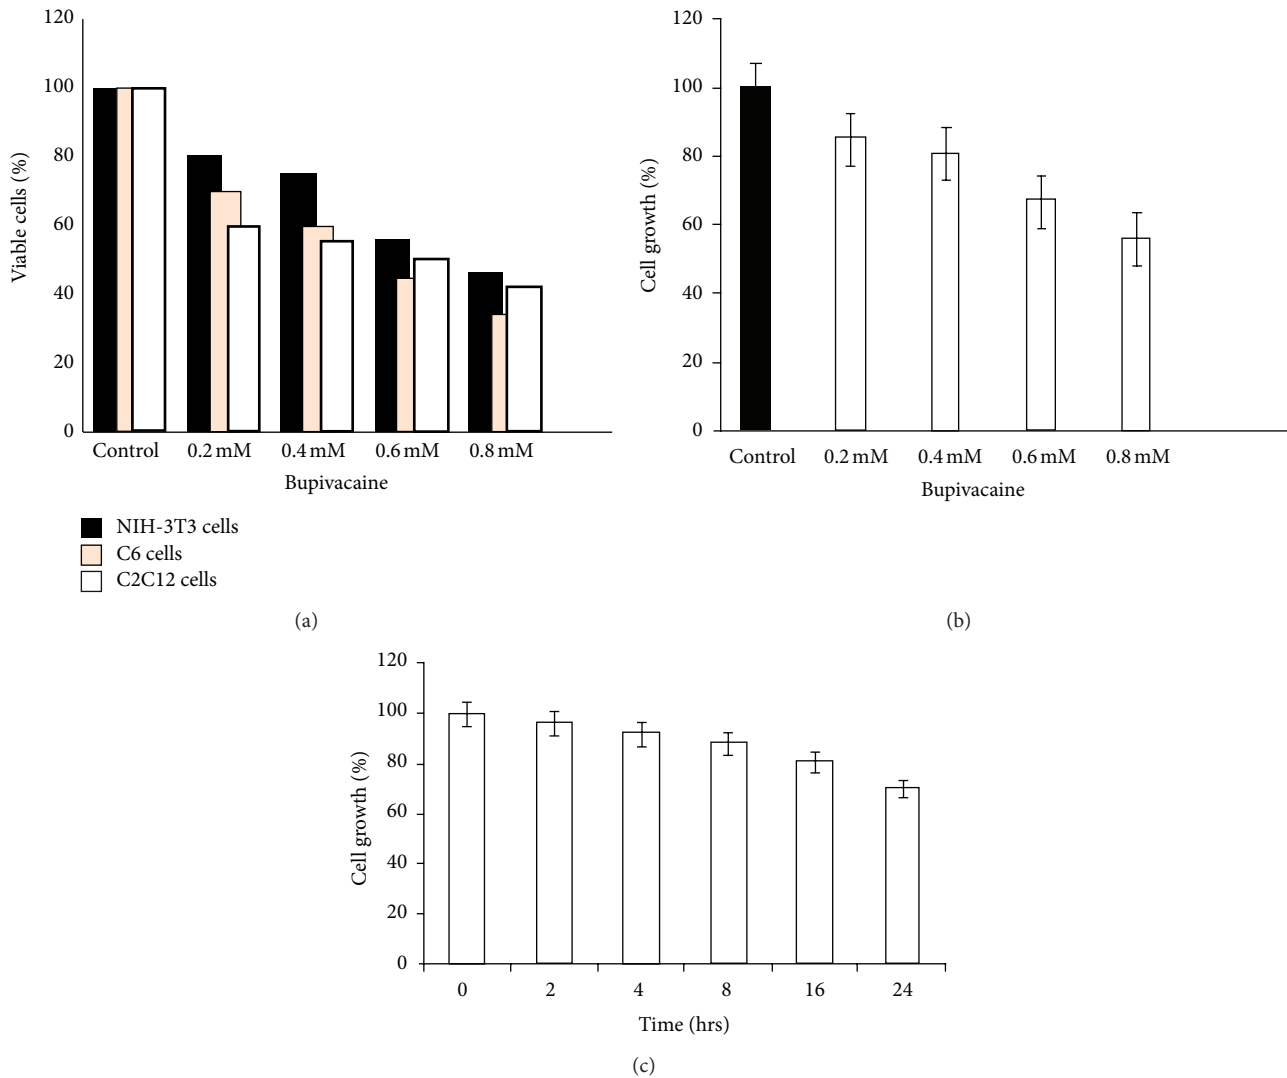 120
100
80
60
40
20
0
Viable cells (%)
Control 0.2 mM 0.4 mM 0.6 mM 0.8 mM
Bupivacaine
NIH-3T3 cells
C6 cells
C2C12 cells
(a)
120
100
80
60
40
20
0
Cell growth (%)
Control 0.2 mM 0.4 mM 0.6 mM 0.8 mM
Bupivacaine
(b)
120
100
80
60
40
20
0
Cell growth (%)
0 2 4 8 16 24
Time (hrs)
(c)